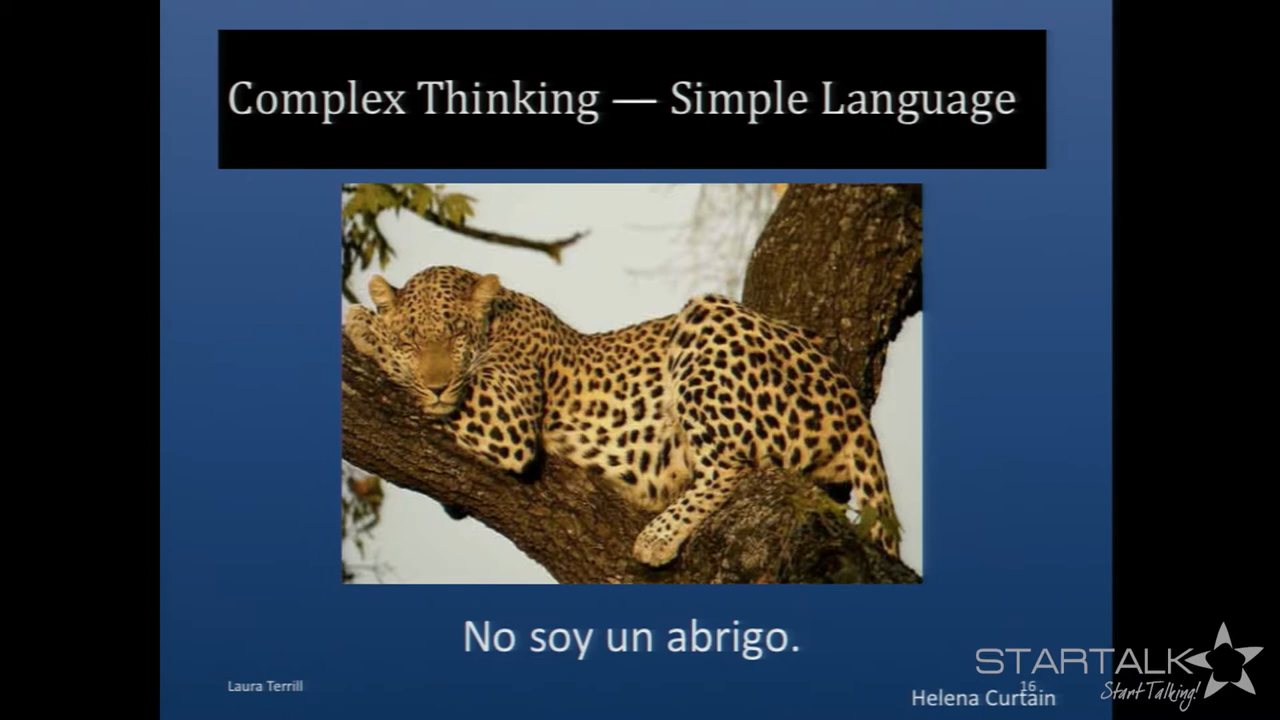 Complex Thinking — Simple Language
No soy un abrigo.
Laura Terrill
16
Helena Curtain
STARTALK
Start Talking!